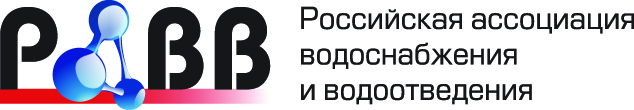 РАВВ
Российская ассоциация
водоснабжения
и водоотведения